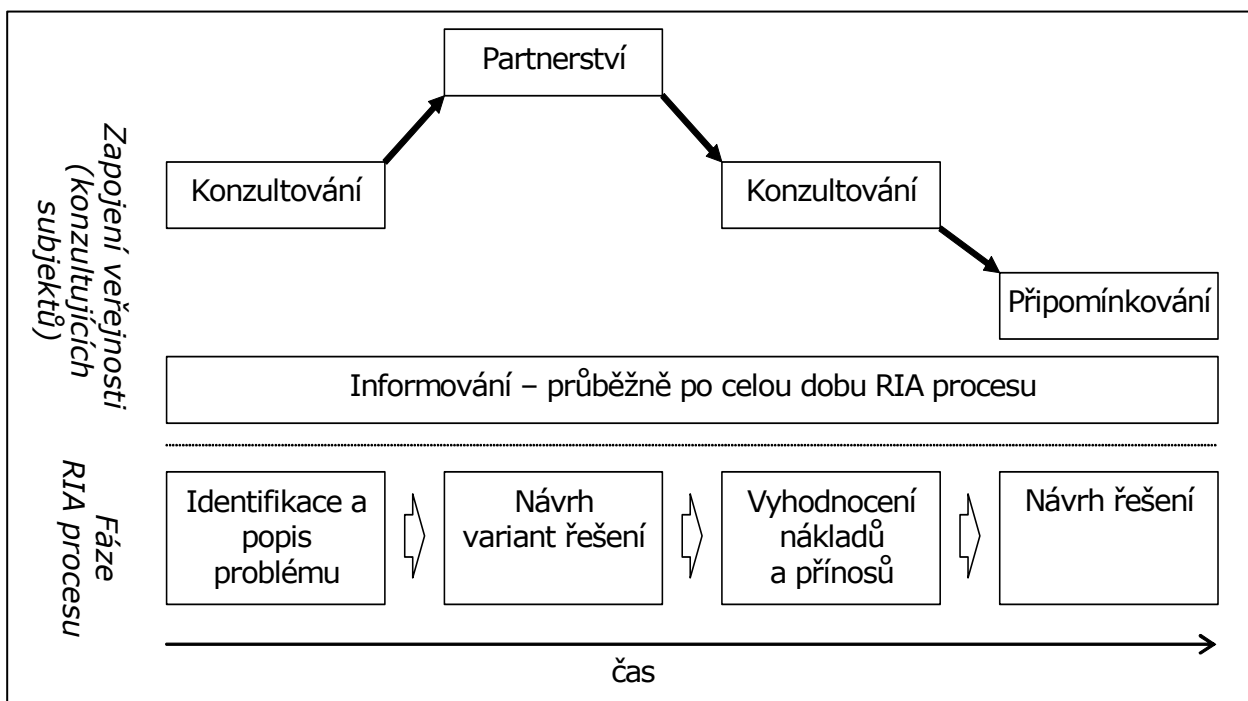 Partnerství
Konzultování
Konzultování
Připomínkování
Zapojení veřejnosti
(konzultujících
subjektů)
Informování – průběžně po celou dobu RIA procesu
Fáze
RIA procesu
Identifikace a
popis
problému
Návrh
variant řešení
Vyhodnocení
nákladů
a přínosů
Návrh řešení
čas